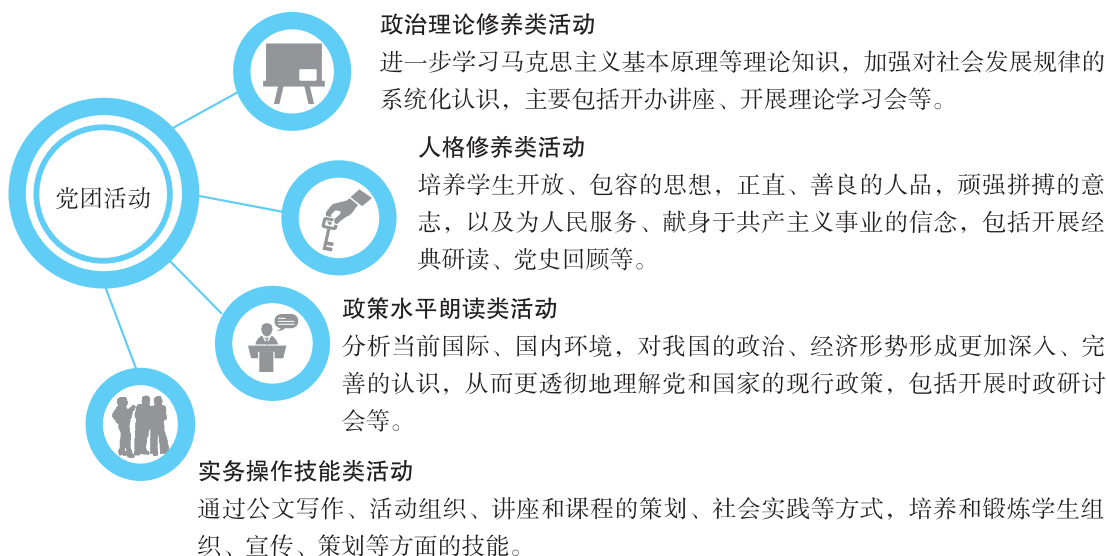 党团活动
政治理论修养类活动
进一步学习马克思主义基本原理等理论知识，加强对社会发展规律的
系统化认识，主要包括开办讲座、开展理论学习会等。
人格修养类活动
培养学生开放、包容的思想，正直、善良的人品，顽强拼搏的意
志，以及为人民服务、献身于共产主义事业的信念，包括开展经
典研读、党史回顾等。
政策水平朗读类活动
分析当前国际、国内环境，对我国的政治、经济形势形成更加深入、完
善的认识，从而更透彻地理解党和国家的现行政策，包括开展时政研讨
会等。
实务操作技能类活动
通过公文写作、活动组织、讲座和课程的策划、社会实践等方式，培养和锻炼学生组
织、宣传、策划等方面的技能。